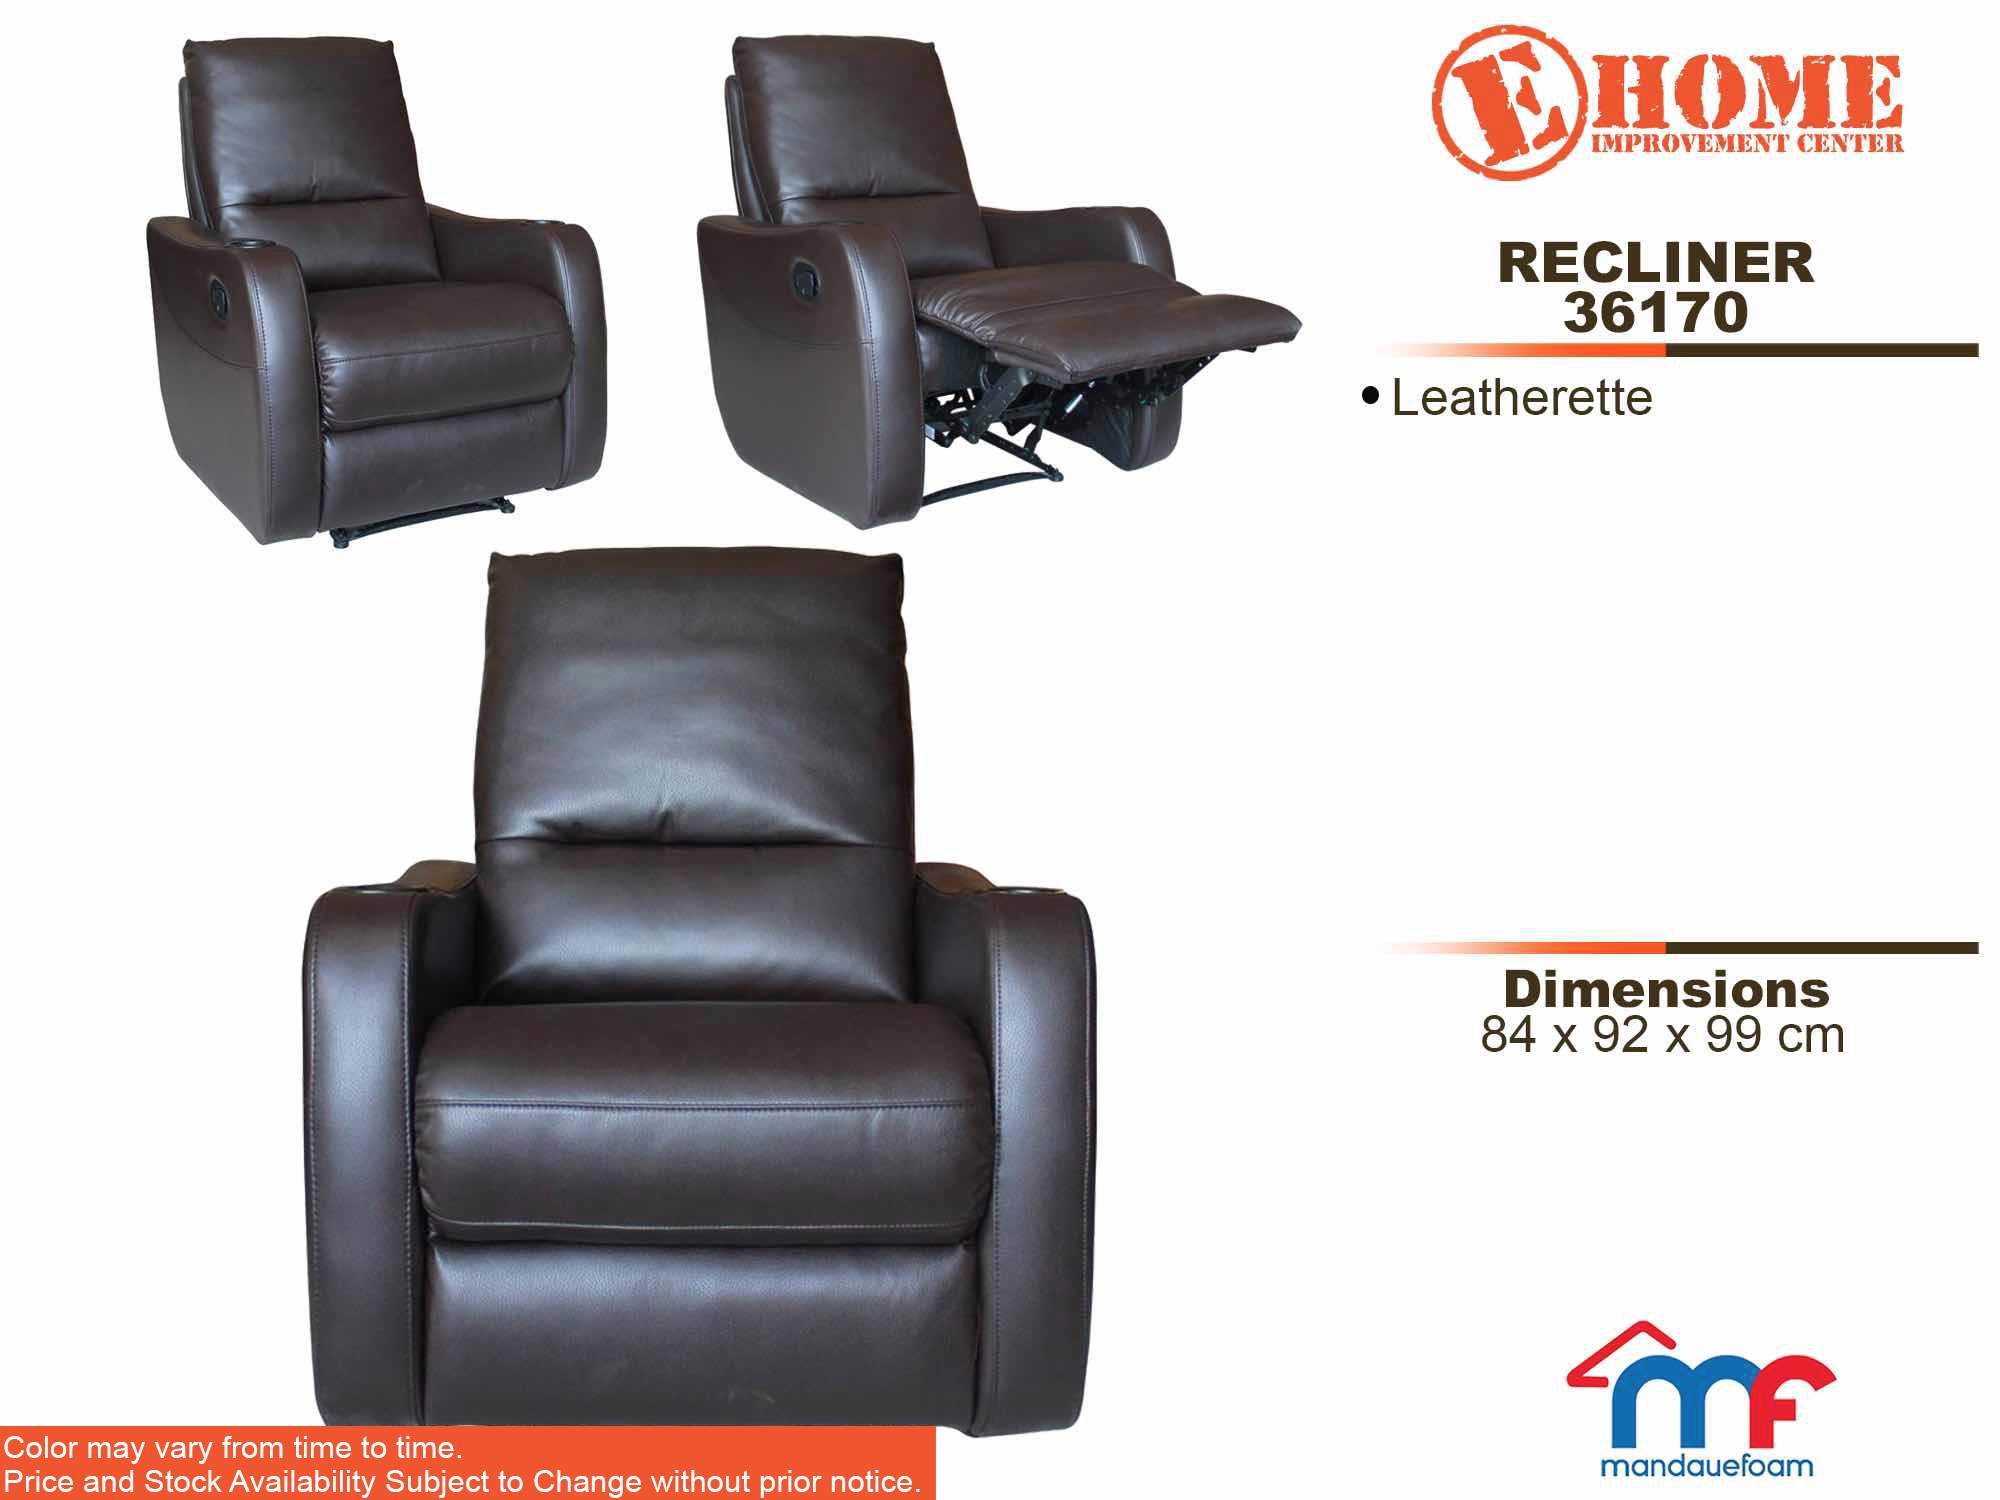 E HOME
IMPROVEMENT CENTER
RECLINER
36170
• Leatherette
Dimensions
84 x 92 x 99 cm
mf
mandauefoam
Color may vary from time to time.
Price and Stock Availability Subject to Change without prior notice.